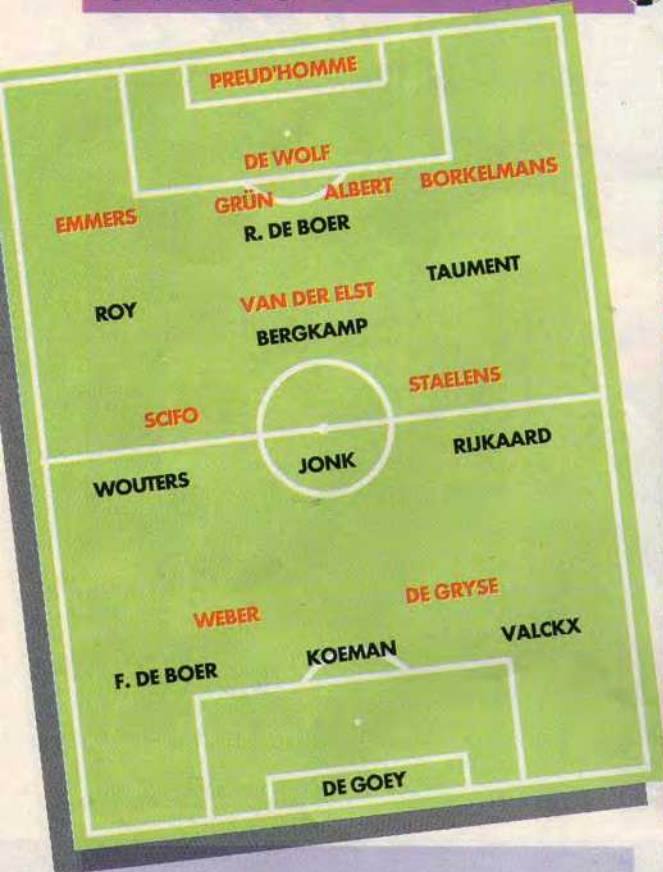 PREUD'HOMME
DE WOLF
EMMERS GRÜN ALBERT BORKELMANS
R. DE BOER
ROY VAN DER ELST TAUMENT
BERGKAMP
SCIFO STAELENS
WOUTERS JONK RIJKAARD
WEBER DE GRYSE
F. DE BOER KOEMAN VALCKX
DE GOEY